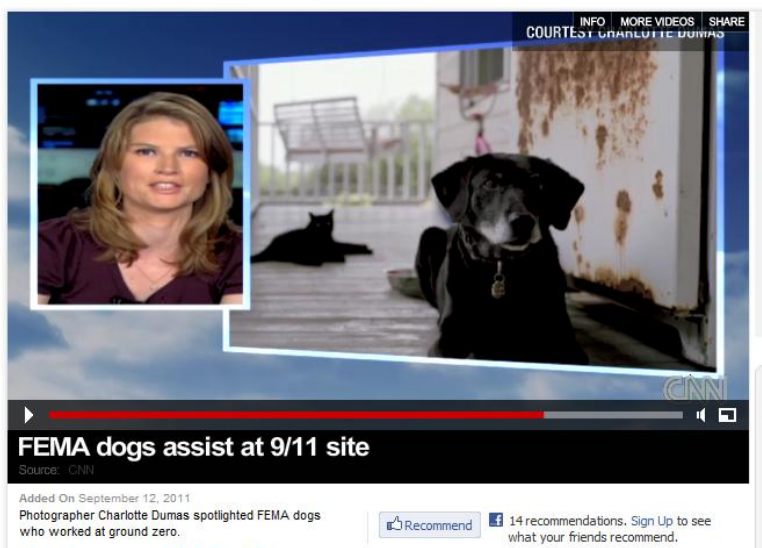 INFO MORE VIDEOS SHARE
COURTESY CHARLOTTE DUMAS
CNN
FEMA dogs assist at 9/11 site
Source: CNN
Added On September 12, 2011
Photographer Charlotte Dumas spotlighted FEMA dogs
who worked at ground zero.
Recommend
14 recommendations. Sign Up to see
what your friends recommend.